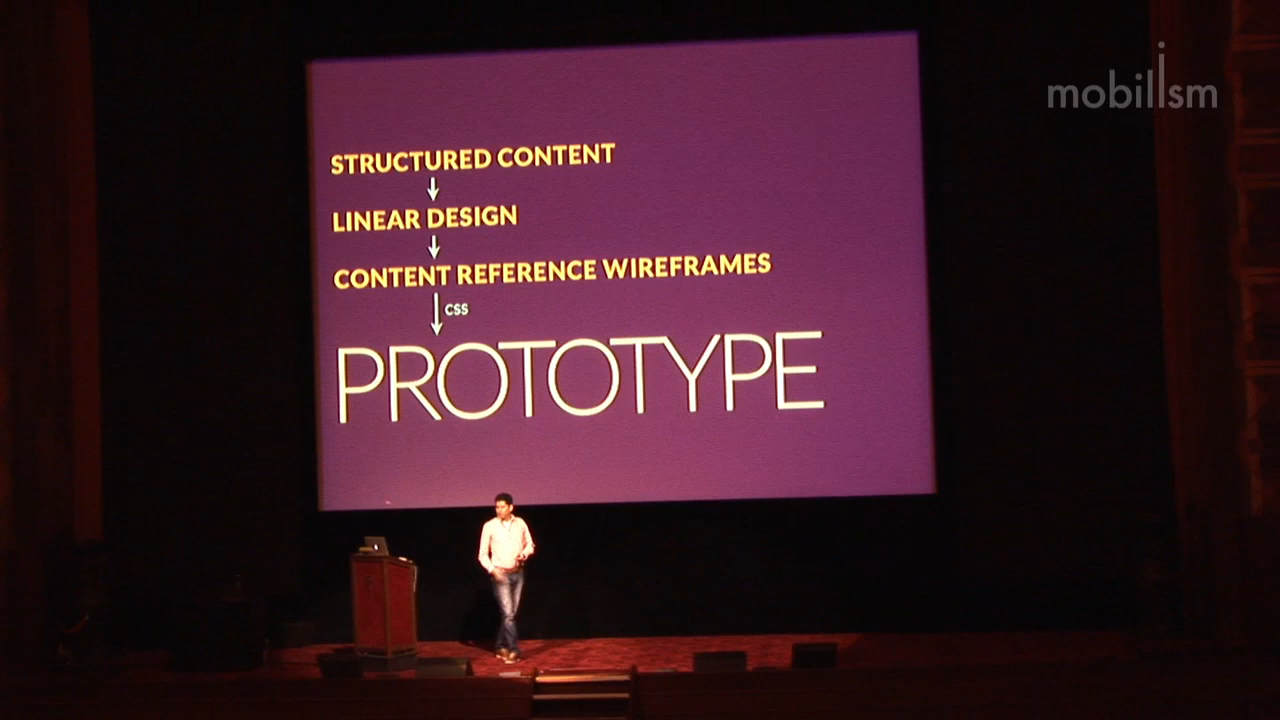 mobilism
STRUCTURED CONTENT
LINEAR DESIGN
CONTENT REFERENCE WIREFRAMES
CSS
PROTOTYPE